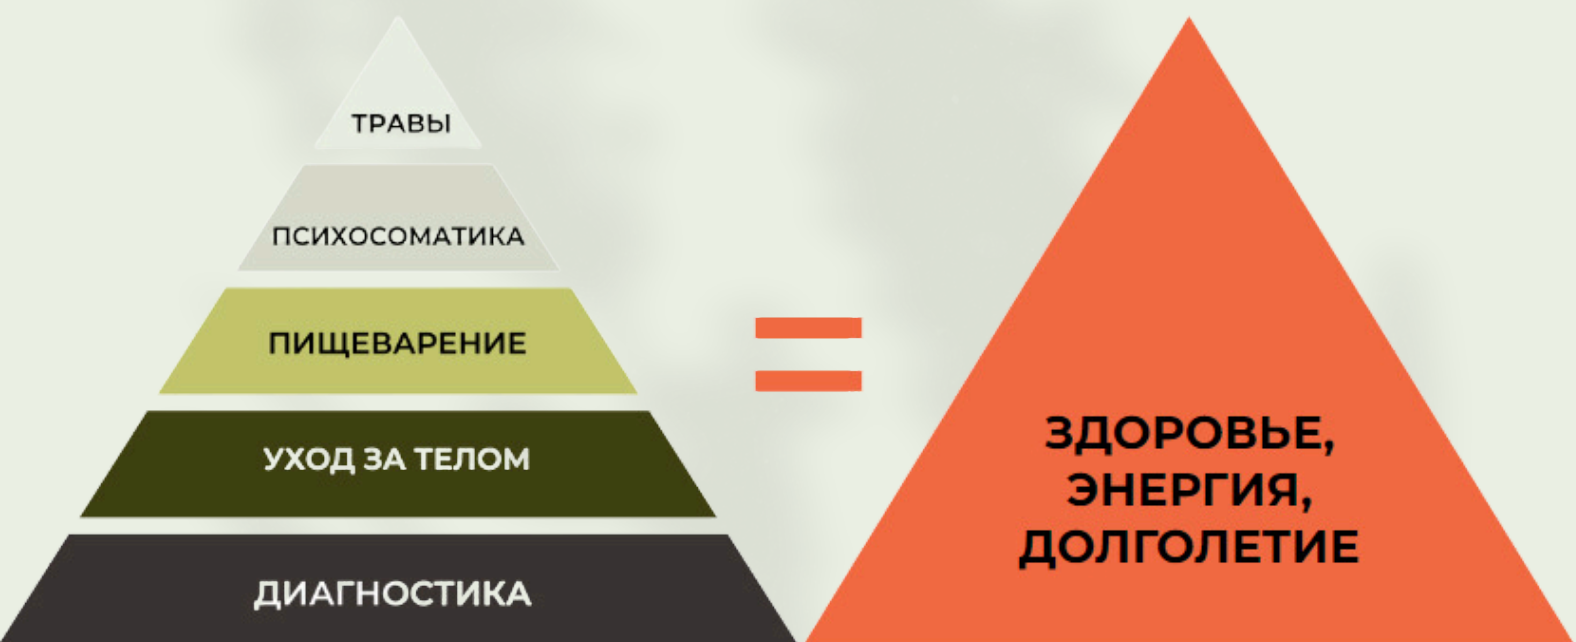 ТРАВЫ
ПСИХОСОМАТИКА
ПИЩЕВАРЕНИЕ
УХОД ЗА ТЕЛОМ
ДИАГНОСТИКА
=
ЗДОРОВЬЕ,
ЭНЕРГИЯ,
ДОЛГОЛЕТИЕ